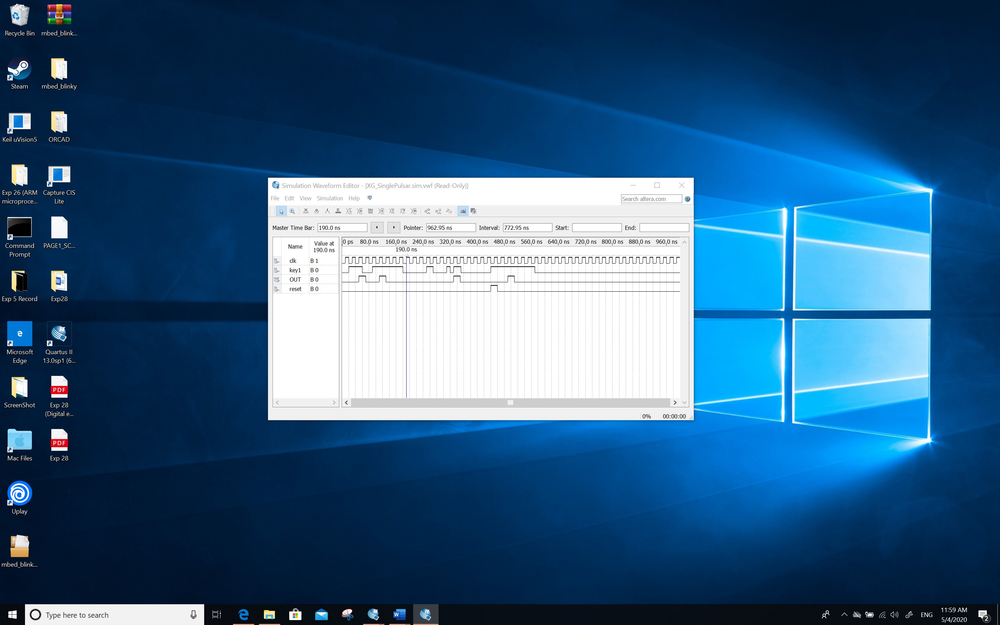 Recycle Bin
mbed_blink...
Steam
mbed_blinky
Keil uVision5
ORCAD
Exp 26 (ARM
microproce...
Capture CIS
Lite
Command
Prompt
PAGE1_SC...
Exp 5 Record
Exp28
Microsoft
Edge
Quartus II
13.0sp1 (6...
ScreenShot
Exp 28
(Digital e...
Mac Files
Exp 28
Uplay
mbed_blink...
PDF
PDF
Simulation Waveform Editor - [XG_SinglePulsar.sim.vwf (Read-Only)]
File Edit View Simulation Help
Search altera.com
Master Time Bar: 190.0 ns Pointer: 962.95 ns Interval: 772.95 ns Start: End:
Name
Value at
190.0 ns
0 ps 80.0 ns 160.0 ns 240.0 ns 320.0 ns 400.0 ns 480.0 ns 560.0 ns 640.0 ns 720.0 ns 800.0 ns 880.0 ns 960.0 ns
190.0 ns
in clk B 1
in key1 B 0
out OUT B 0
in reset B 0
0% 00:00:00
Type here to search
ENG
11:59 AM
5/4/2020
2